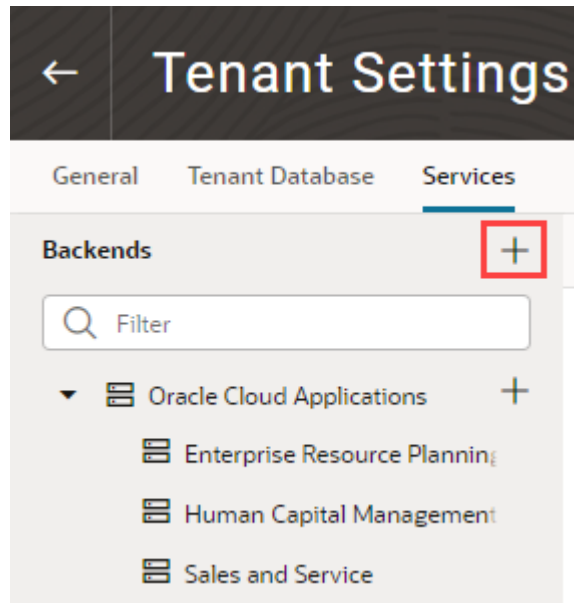 Tenant Settings
General Tenant Database Services
Backends
Filter
Oracle Cloud Applications
Enterprise Resource Planning
Human Capital Management
Sales and Service